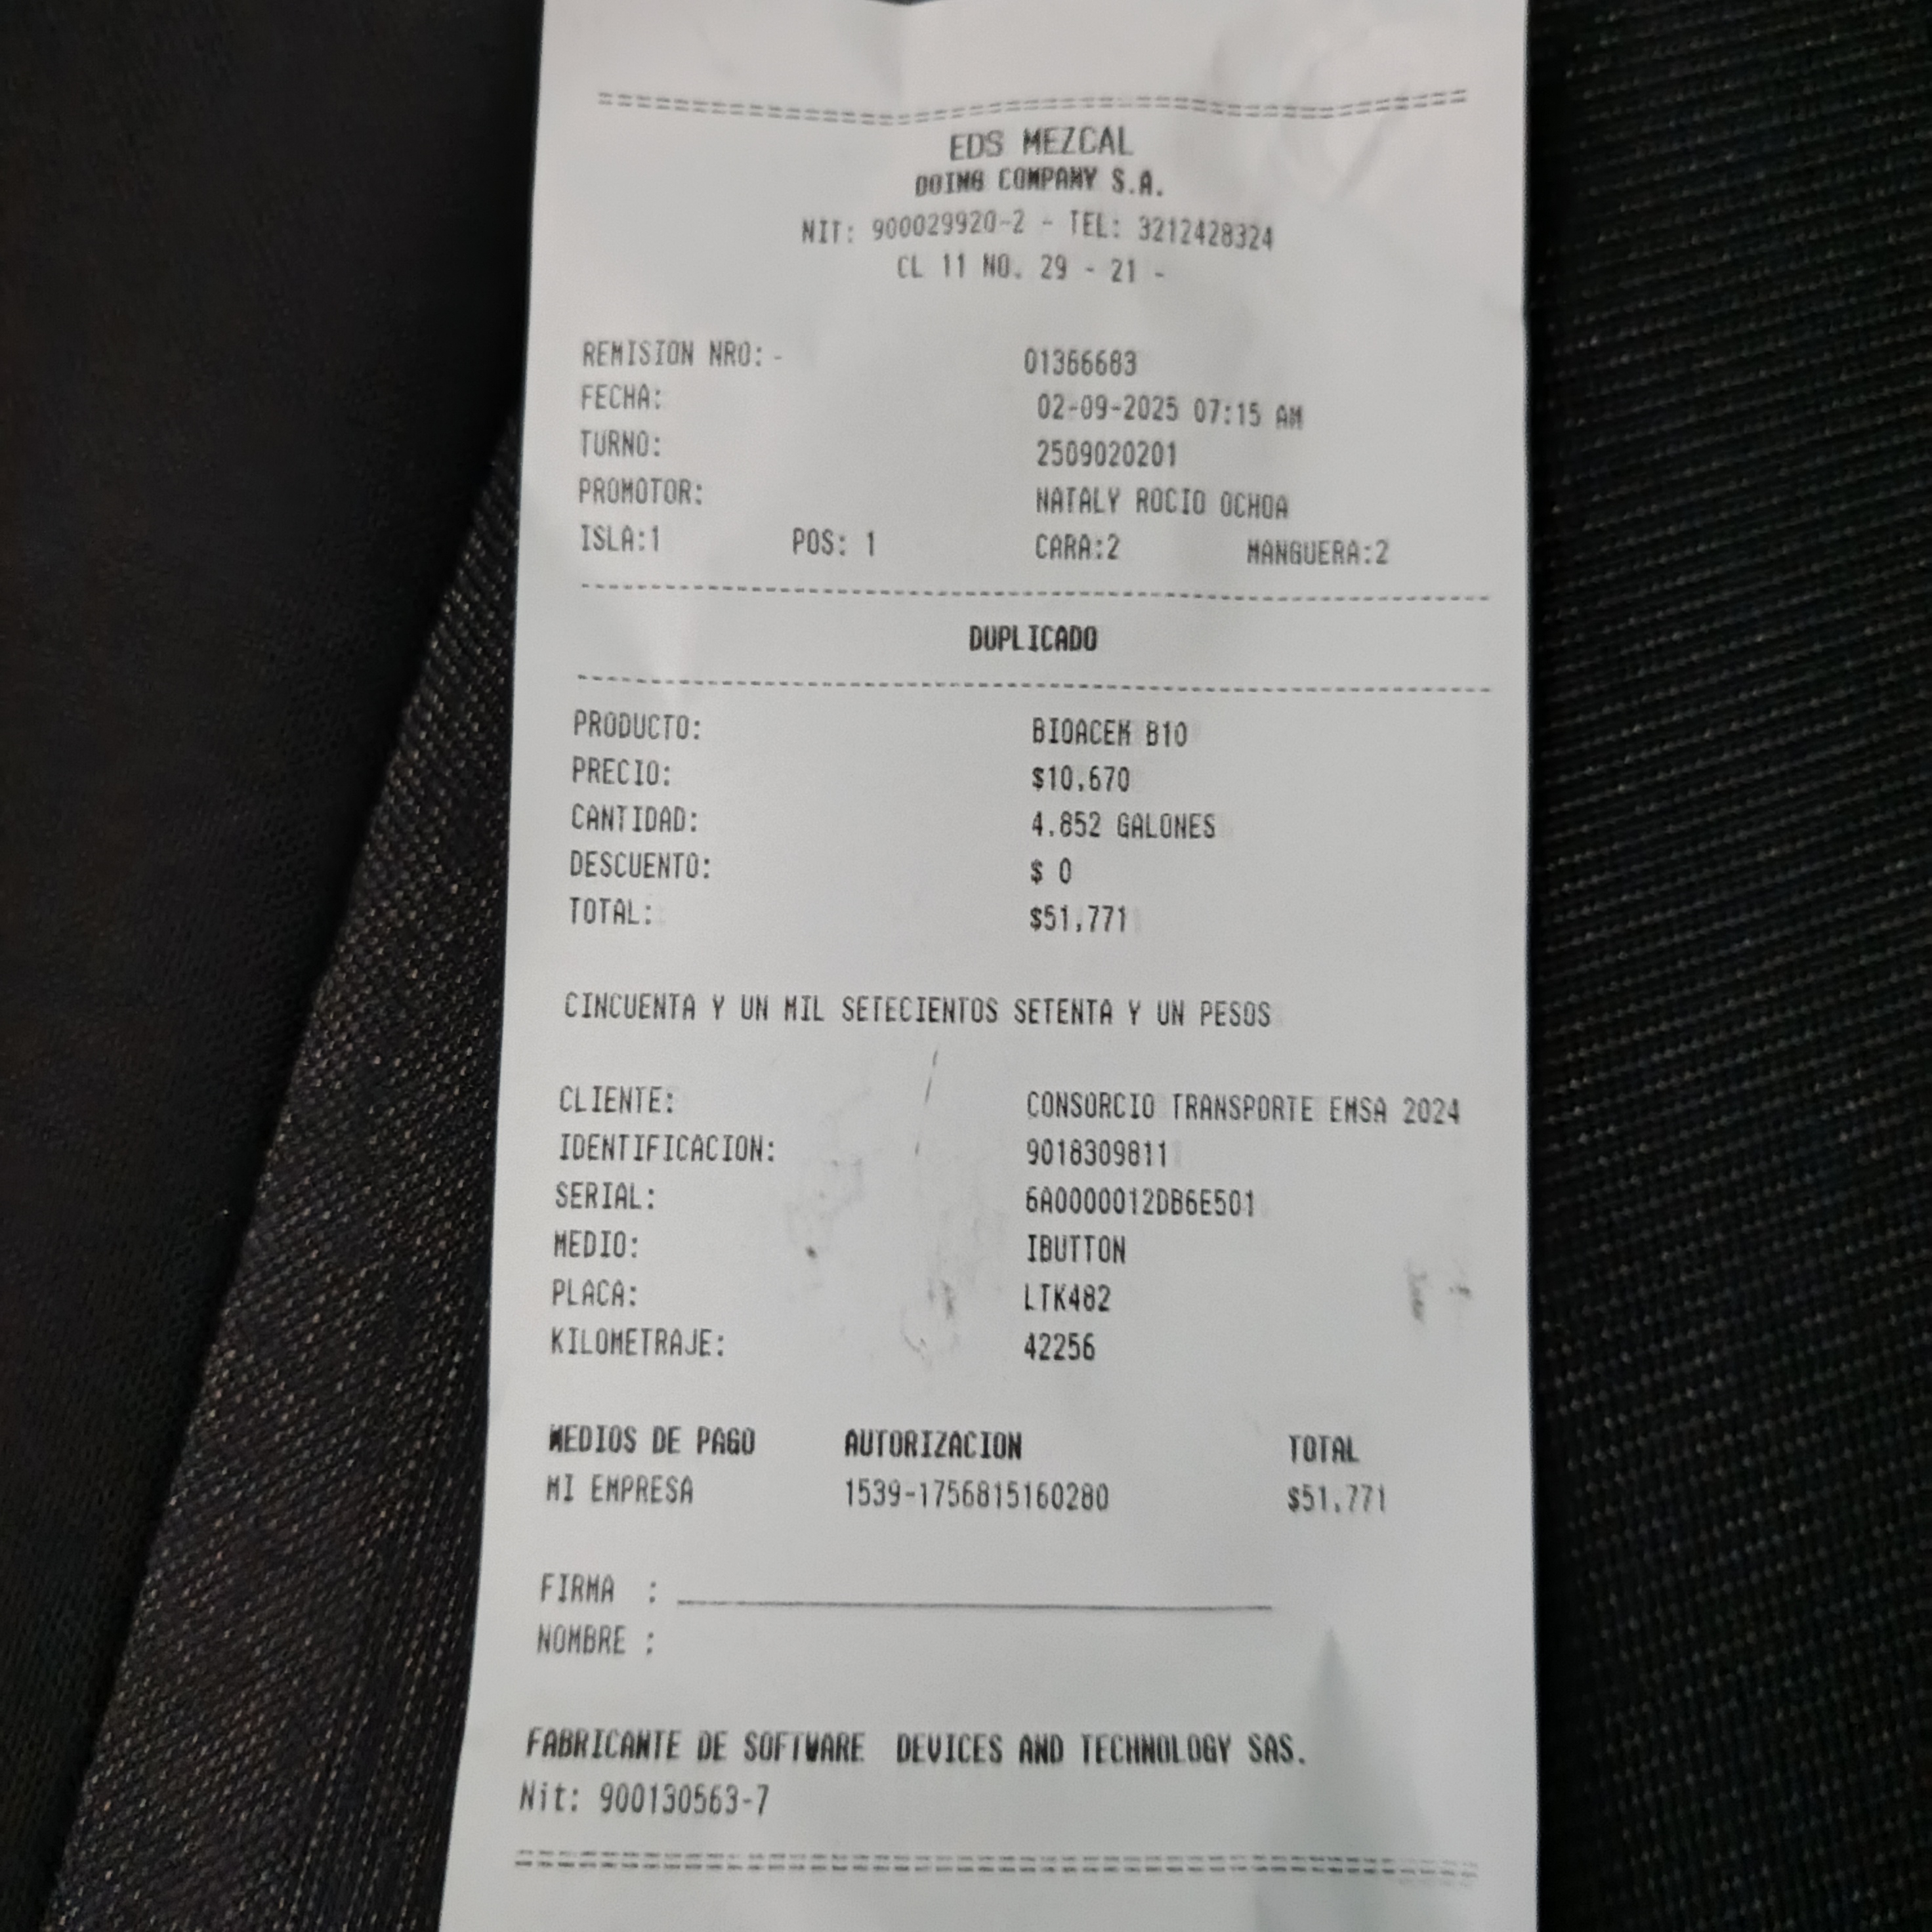 ================================================
EDS MEZCAL
DOING COMPANY S.A.
NIT: 900029920-2 - TEL: 3212428324
CL 11 NO. 29 - 21 -
REMISION NRO: - 01366683
FECHA: 02-09-2025 07:15 AM
TURNO: 2509020201
PROMOTOR: NATALY ROCIO OCHOA
ISLA:1 POS: 1 CARA:2 MANGUERA:2
------------------------------------------------
DUPLICADO
------------------------------------------------
PRODUCTO: BIOACEM B10
PRECIO: $10,670
CANTIDAD: 4.852 GALONES
DESCUENTO: $ 0
TOTAL: $51,771
CINCUENTA Y UN MIL SETECIENTOS SETENTA Y UN PESOS
CLIENTE: CONSORCIO TRANSPORTE EMSA 2024
IDENTIFICACION: 9018309811
SERIAL: 6A0000012DB6E501
MEDIO: IBUTTON
PLACA: LTK482
KILOMETRAJE: 42256
MEDIOS DE PAGO AUTORIZACION TOTAL
MI EMPRESA 1539-1756815160280 $51,771
FIRMA : ______________________________
NOMBRE :
FABRICANTE DE SOFTWARE DEVICES AND TECHNOLOGY SAS.
Nit: 900130563-7
================================================